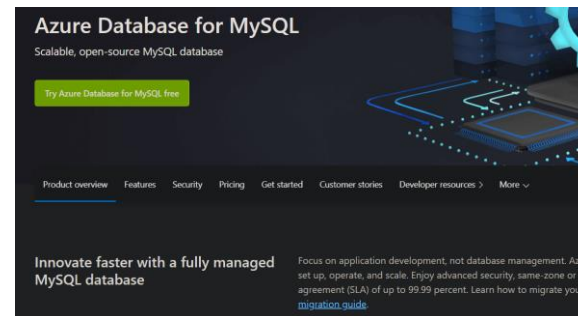 Azure Database for MySQL
Scalable, open-source MySQL database
Try Azure Database for MySQL free
Product overview Features Security Pricing Get started Customer stories Developer resources > More
Innovate faster with a fully managed
MySQL database
Focus on application development, not database management.
set up, operate, and scale. Enjoy advanced security, same-zone or
agreement (SLA) of up to 99.99 percent. Learn how to migrate
migration guide.